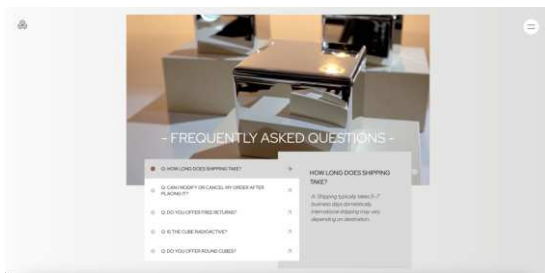 - FREQUENTLY ASKED QUESTIONS -
Q: HOW LONG DOES SHIPPING TAKE?
Q: CAN I MODIFY OR CANCEL MY ORDER AFTER
PLACING IT?
Q: DO YOU OFFER FREE RETURNS?
Q: IS THE CUBE RADIOACTIVE?
Q: DO YOU OFFER ROUND CUBES?
HOW LONG DOES SHIPPING
TAKE?
A: Shipping typically takes 5-7
business days domestically.
International shipping may vary
depending on destination.